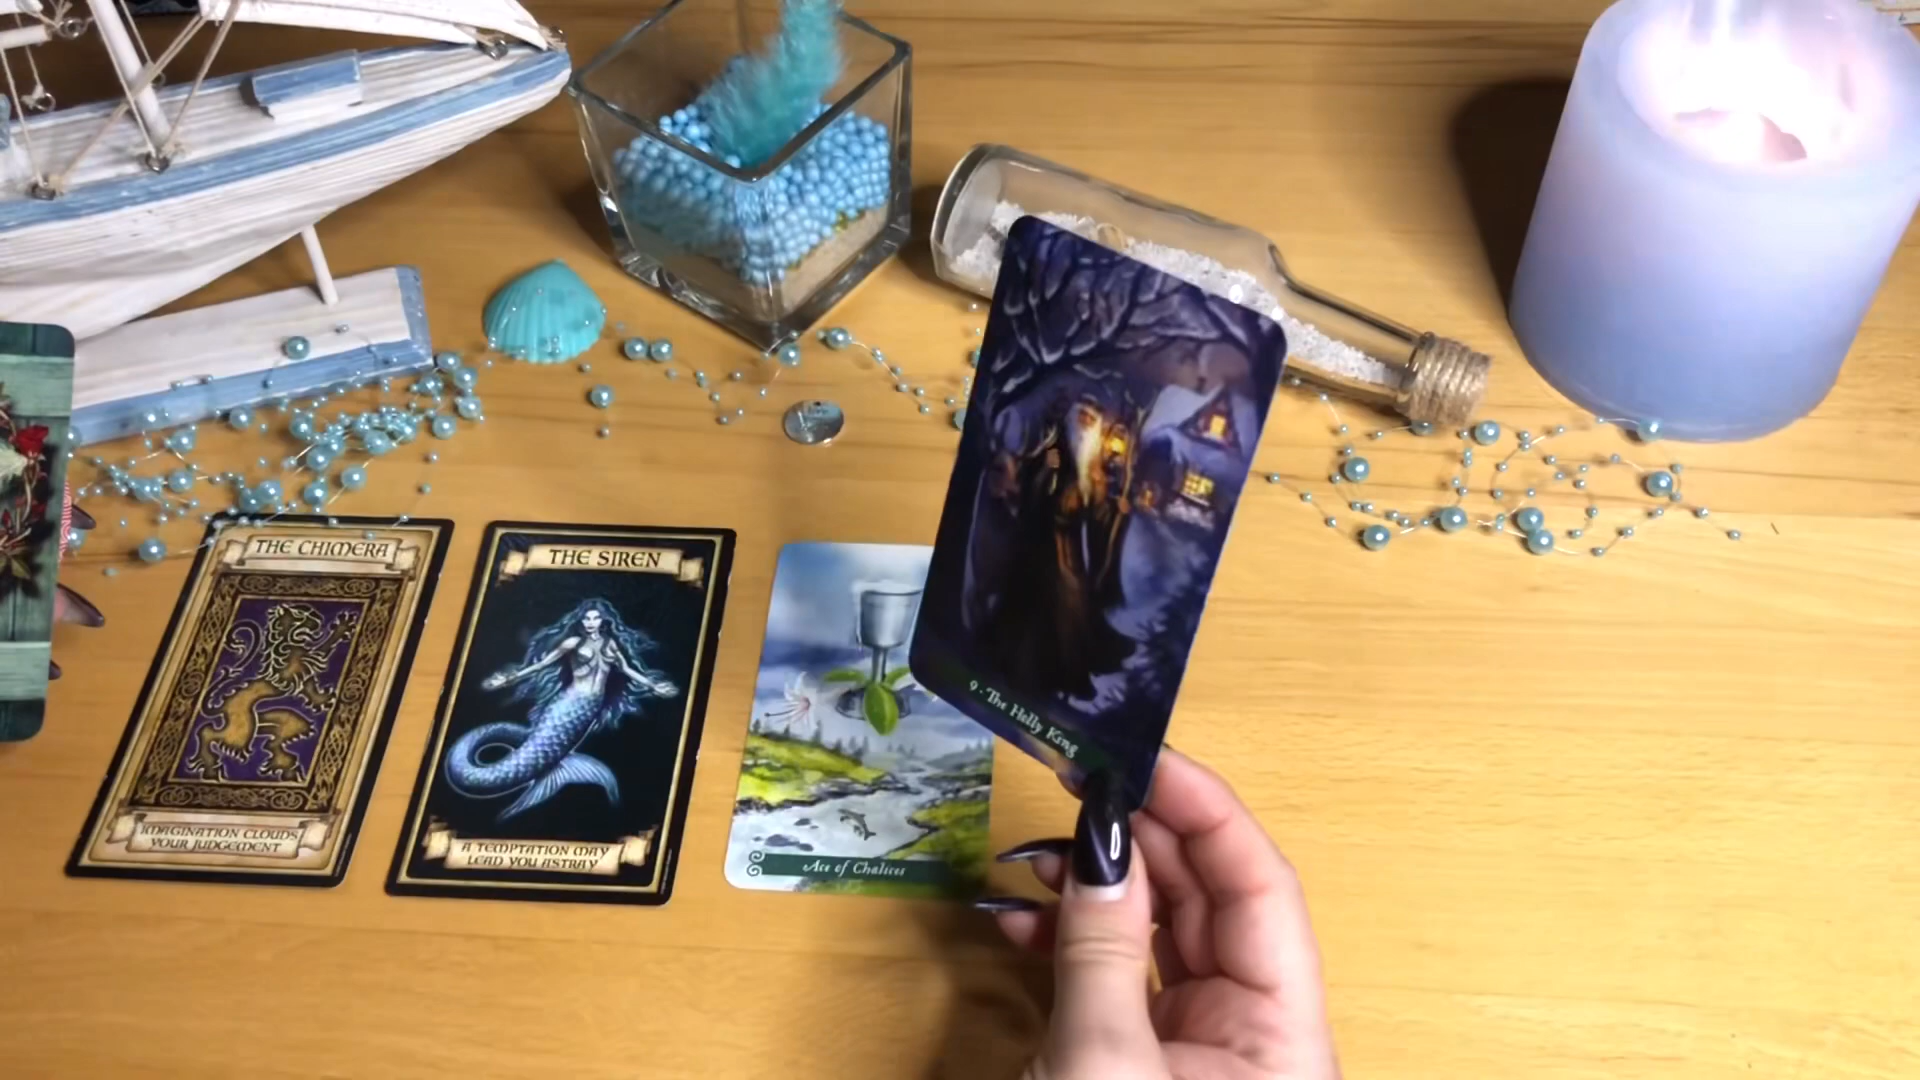 THE CHIMERA
IMAGINATION CLOUDS
YOUR JUDGEMENT
THE SIREN
A TEMPTATION MAY
LEAD YOU ASTRAY
Ace of Chalices
9 - The Holly King